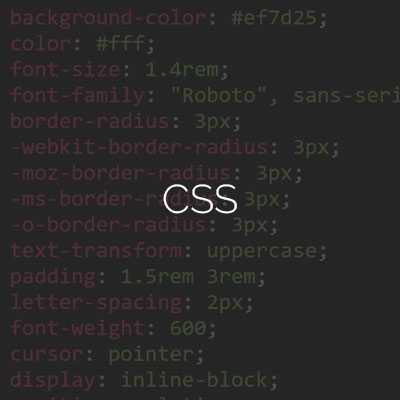 background-color: #ef7d25;
color: #fff;
font-size: 1.4rem;
font-family: "Roboto", sans-seri
border-radius: 3px;
-webkit-border-radius: 3px;
-moz-border-radius: 3px;
-ms-border-radius: 3px;
CSS
-o-border-radius: 3px;
text-transform: uppercase;
padding: 1.5rem 3rem;
letter-spacing: 2px;
font-weight: 600;
cursor: pointer;
display: inline-block;